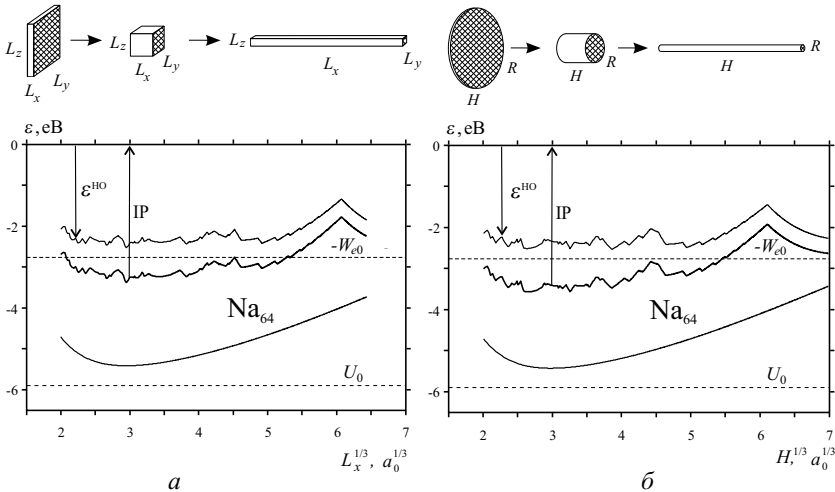 L_z L_x L_y
L_z L_x L_y
L_z L_x L_y
H R
H R
H R
ε, eB
0
-2
-4
-6
ε^HO
IP
-W_e0
Na_64
U_0
2 3 4 5 6 7
L_x^1/3 , a_0^1/3
а
ε, eB
0
-2
-4
-6
ε^HO
IP
-W_e0
Na_64
U_0
2 3 4 5 6 7
H,^1/3 a_0^1/3
б